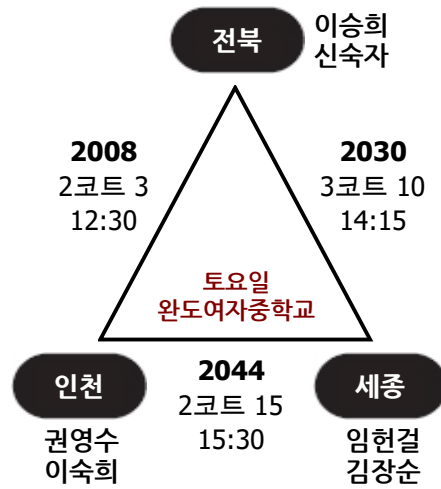 전북
이승희
신숙자
2008
2코트 3
12:30
2030
3코트 10
14:15
토요일
완도여자중학교
인천
권영수
이숙희
2044
2코트 15
15:30
세종
임헌걸
김장순